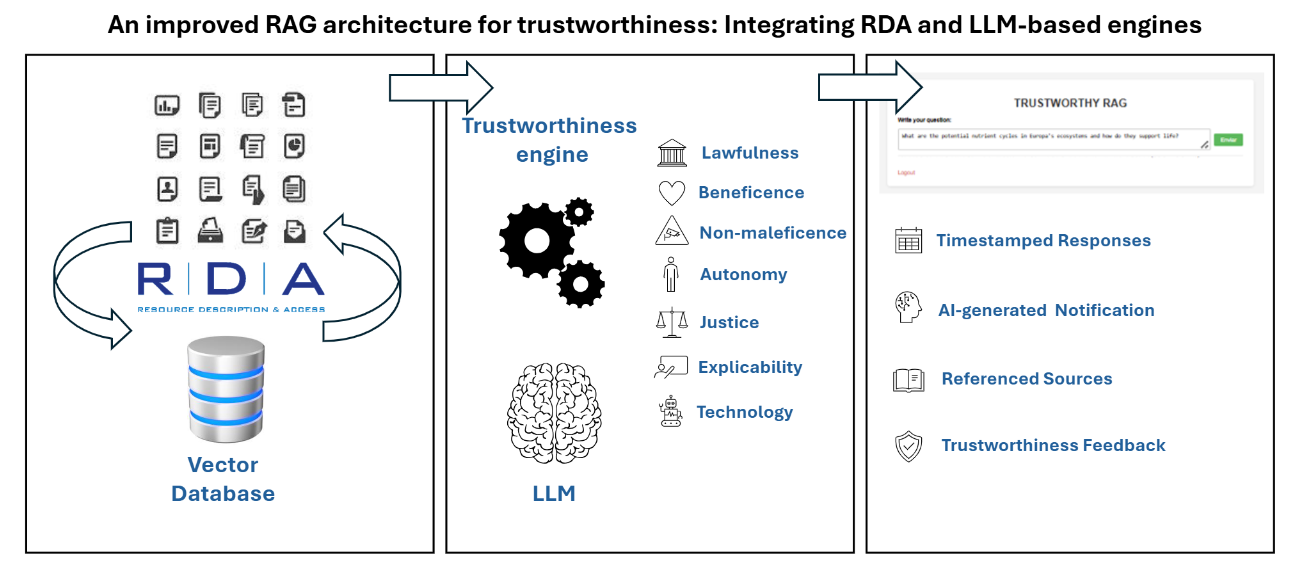 An improved RAG architecture for trustworthiness: Integrating RDA and LLM-based engines
R|D|A
RESOURCE DESCRIPTION & ACCESS
Vector
Database
Trustworthiness
engine
LLM
Lawfulness
Beneficence
Non-maleficence
Autonomy
Justice
Explicability
Technology
TRUSTWORTHY RAG
Write your question:
What are the potential nutrient cycles in Europa's ecosystems and how do they support life?
Enviar
Logout
Timestamped Responses
AI-generated Notification
Referenced Sources
Trustworthiness Feedback